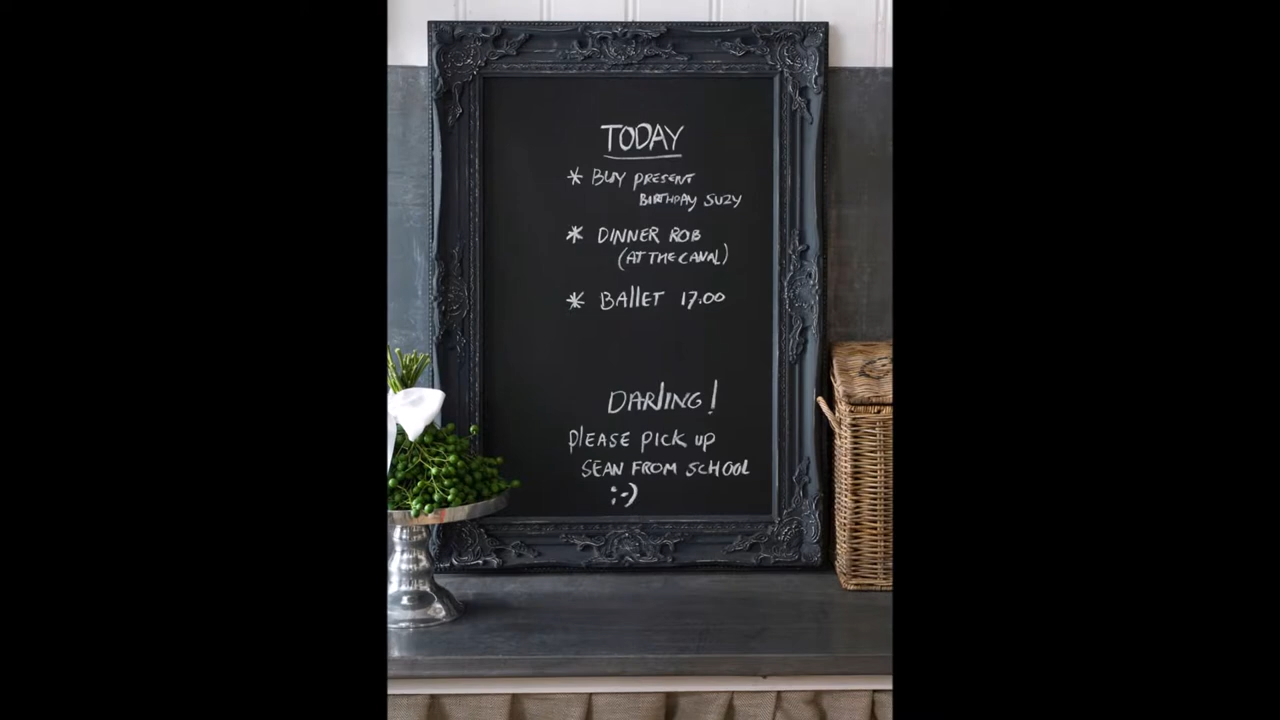 TODAY
* BUY PRESENT
BIRTHDAY SUZY
* DINNER ROB
(AT THE CANAL)
* BAllET 17.00
DARlING!
PlEASE PICK UP
SEAN FROM SCHOOL
;-)